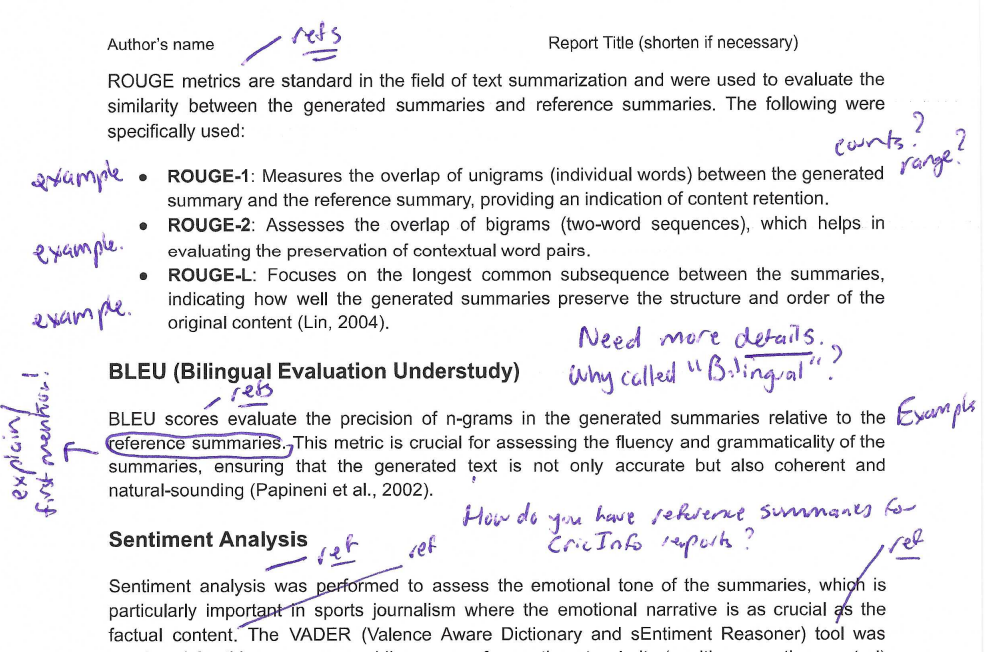 Author's name refs Report Title (shorten if necessary)
ROUGE metrics are standard in the field of text summarization and were used to evaluate the
similarity between the generated summaries and reference summaries. The following were
specifically used:
counts?
range?
example • ROUGE-1: Measures the overlap of unigrams (individual words) between the generated
summary and the reference summary, providing an indication of content retention.
• ROUGE-2: Assesses the overlap of bigrams (two-word sequences), which helps in
example. evaluating the preservation of contextual word pairs.
• ROUGE-L: Focuses on the longest common subsequence between the summaries,
example. indicating how well the generated summaries preserve the structure and order of the
original content (Lin, 2004).
Need more details.
Why called "Bilingual"?
BLEU (Bilingual Evaluation Understudy)
refs
BLEU scores evaluate the precision of n-grams in the generated summaries relative to the Example
reference summaries. This metric is crucial for assessing the fluency and grammaticality of the
explain/
first mention!
summaries, ensuring that the generated text is not only accurate but also coherent and
natural-sounding (Papineni et al., 2002).
How do you have reference summaries for
CricInfo reports?
Sentiment Analysis
ref ref ref
Sentiment analysis was performed to assess the emotional tone of the summaries, which is
particularly important in sports journalism where the emotional narrative is as crucial as the
factual content. The VADER (Valence Aware Dictionary and sEntiment Reasoner) tool was